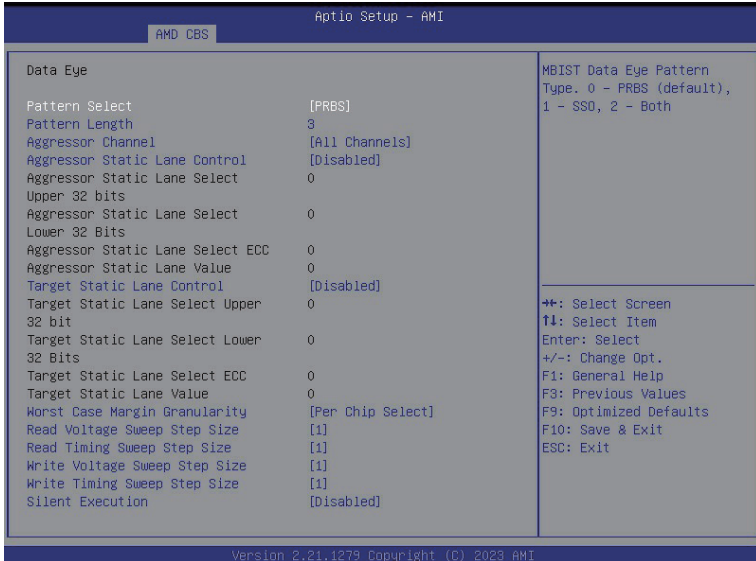 Aptio Setup – AMI
AMD CBS
Data Eye
Pattern Select [PRBS]
Pattern Length 3
Aggressor Channel [All Channels]
Aggressor Static Lane Control [Disabled]
Aggressor Static Lane Select 0
Upper 32 bits
Aggressor Static Lane Select 0
Lower 32 Bits
Aggressor Static Lane Select ECC 0
Aggressor Static Lane Value 0
Target Static Lane Control [Disabled]
Target Static Lane Select Upper 0
32 bit
Target Static Lane Select Lower 0
32 Bits
Target Static Lane Select ECC 0
Target Static Lane Value 0
Worst Case Margin Granularity [Per Chip Select]
Read Voltage Sweep Step Size [1]
Read Timing Sweep Step Size [1]
Write Voltage Sweep Step Size [1]
Write Timing Sweep Step Size [1]
Silent Execution [Disabled]
MBIST Data Eye Pattern
Type. 0 – PRBS (default),
1 – SSO, 2 – Both
→←: Select Screen
↑↓: Select Item
Enter: Select
+/-: Change Opt.
F1: General Help
F3: Previous Values
F9: Optimized Defaults
F10: Save & Exit
ESC: Exit
Version 2.21.1279 Copyright (C) 2023 AMI